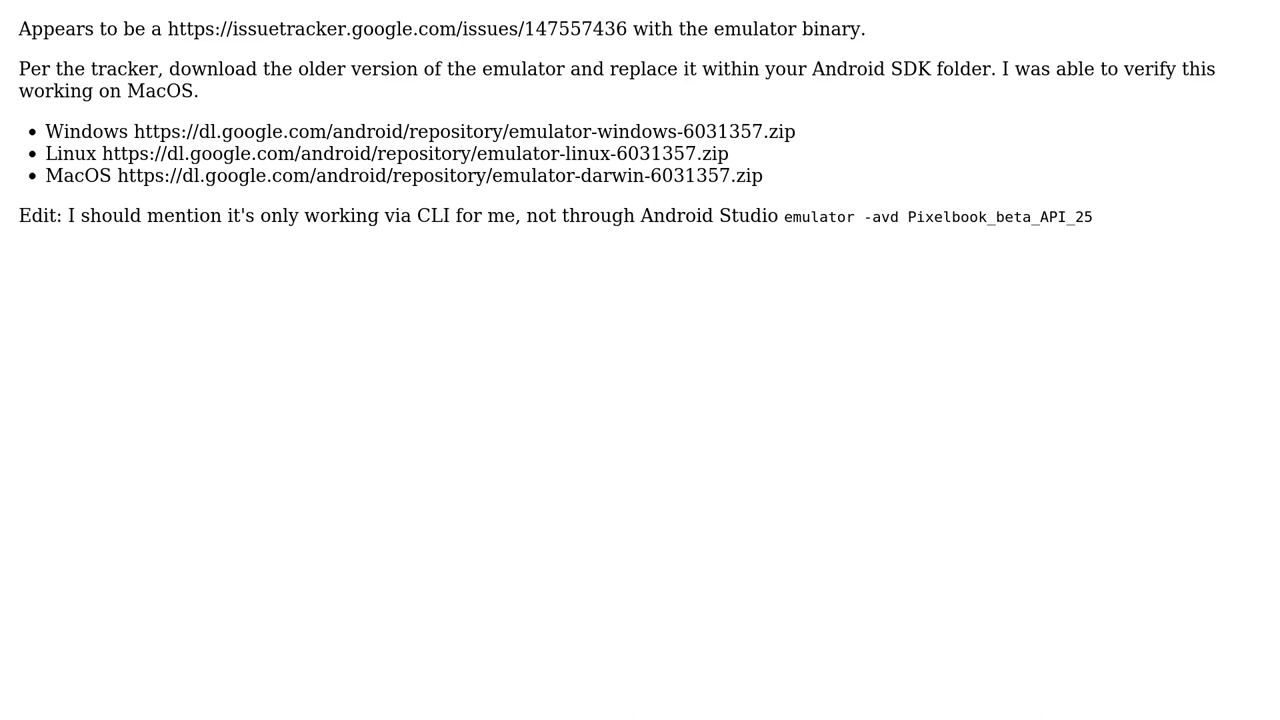 Appears to be a https://issuetracker.google.com/issues/147557436 with the emulator binary.
Per the tracker, download the older version of the emulator and replace it within your Android SDK folder. I was able to verify this
working on MacOS.
• Windows https://dl.google.com/android/repository/emulator-windows-6031357.zip
• Linux https://dl.google.com/android/repository/emulator-linux-6031357.zip
• MacOS https://dl.google.com/android/repository/emulator-darwin-6031357.zip
Edit: I should mention it's only working via CLI for me, not through Android Studio emulator -avd Pixelbook_beta_API_25